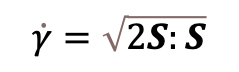 γ̇ = √2𝑺: 𝑺